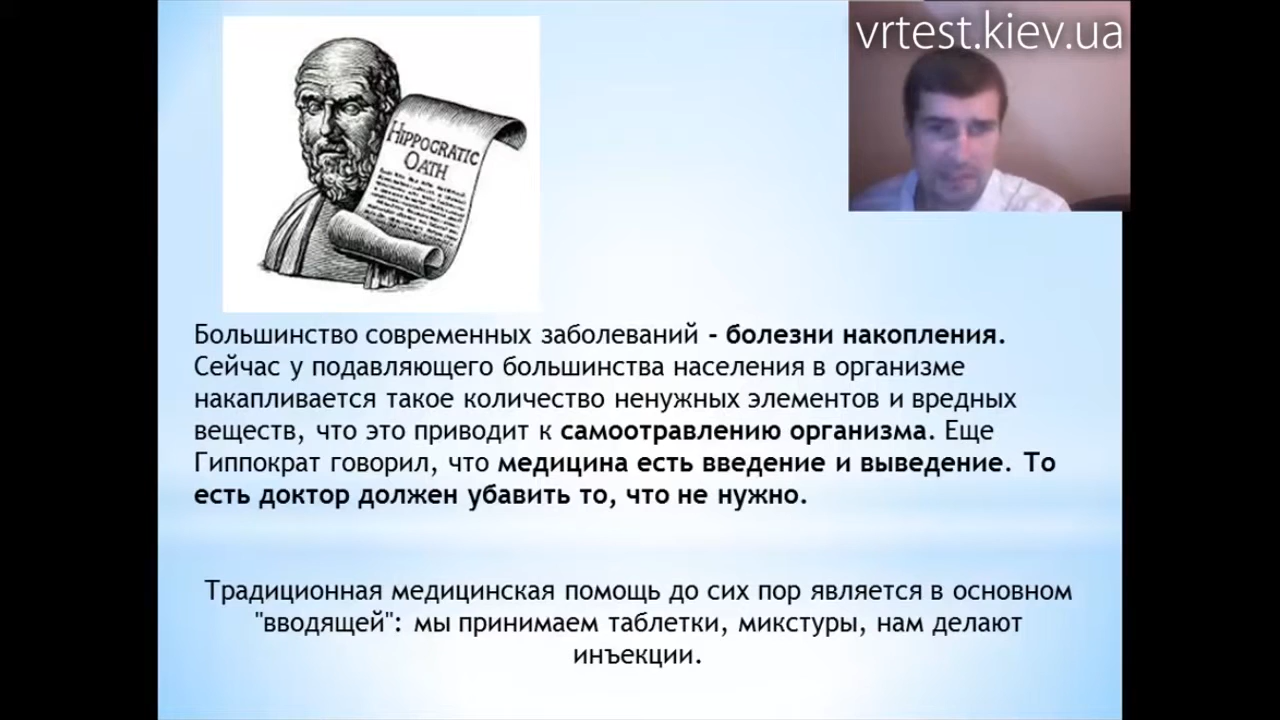 vrtest.kiev.ua
HIPPOCRATIC
OATH
Большинство современных заболеваний - болезни накопления.
Сейчас у подавляющего большинства населения в организме
накапливается такое количество ненужных элементов и вредных
веществ, что это приводит к самоотравлению организма. Еще
Гиппократ говорил, что медицина есть введение и выведение. То
есть доктор должен убавить то, что не нужно.
Традиционная медицинская помощь до сих пор является в основном
"вводящей": мы принимаем таблетки, микстуры, нам делают
инъекции.